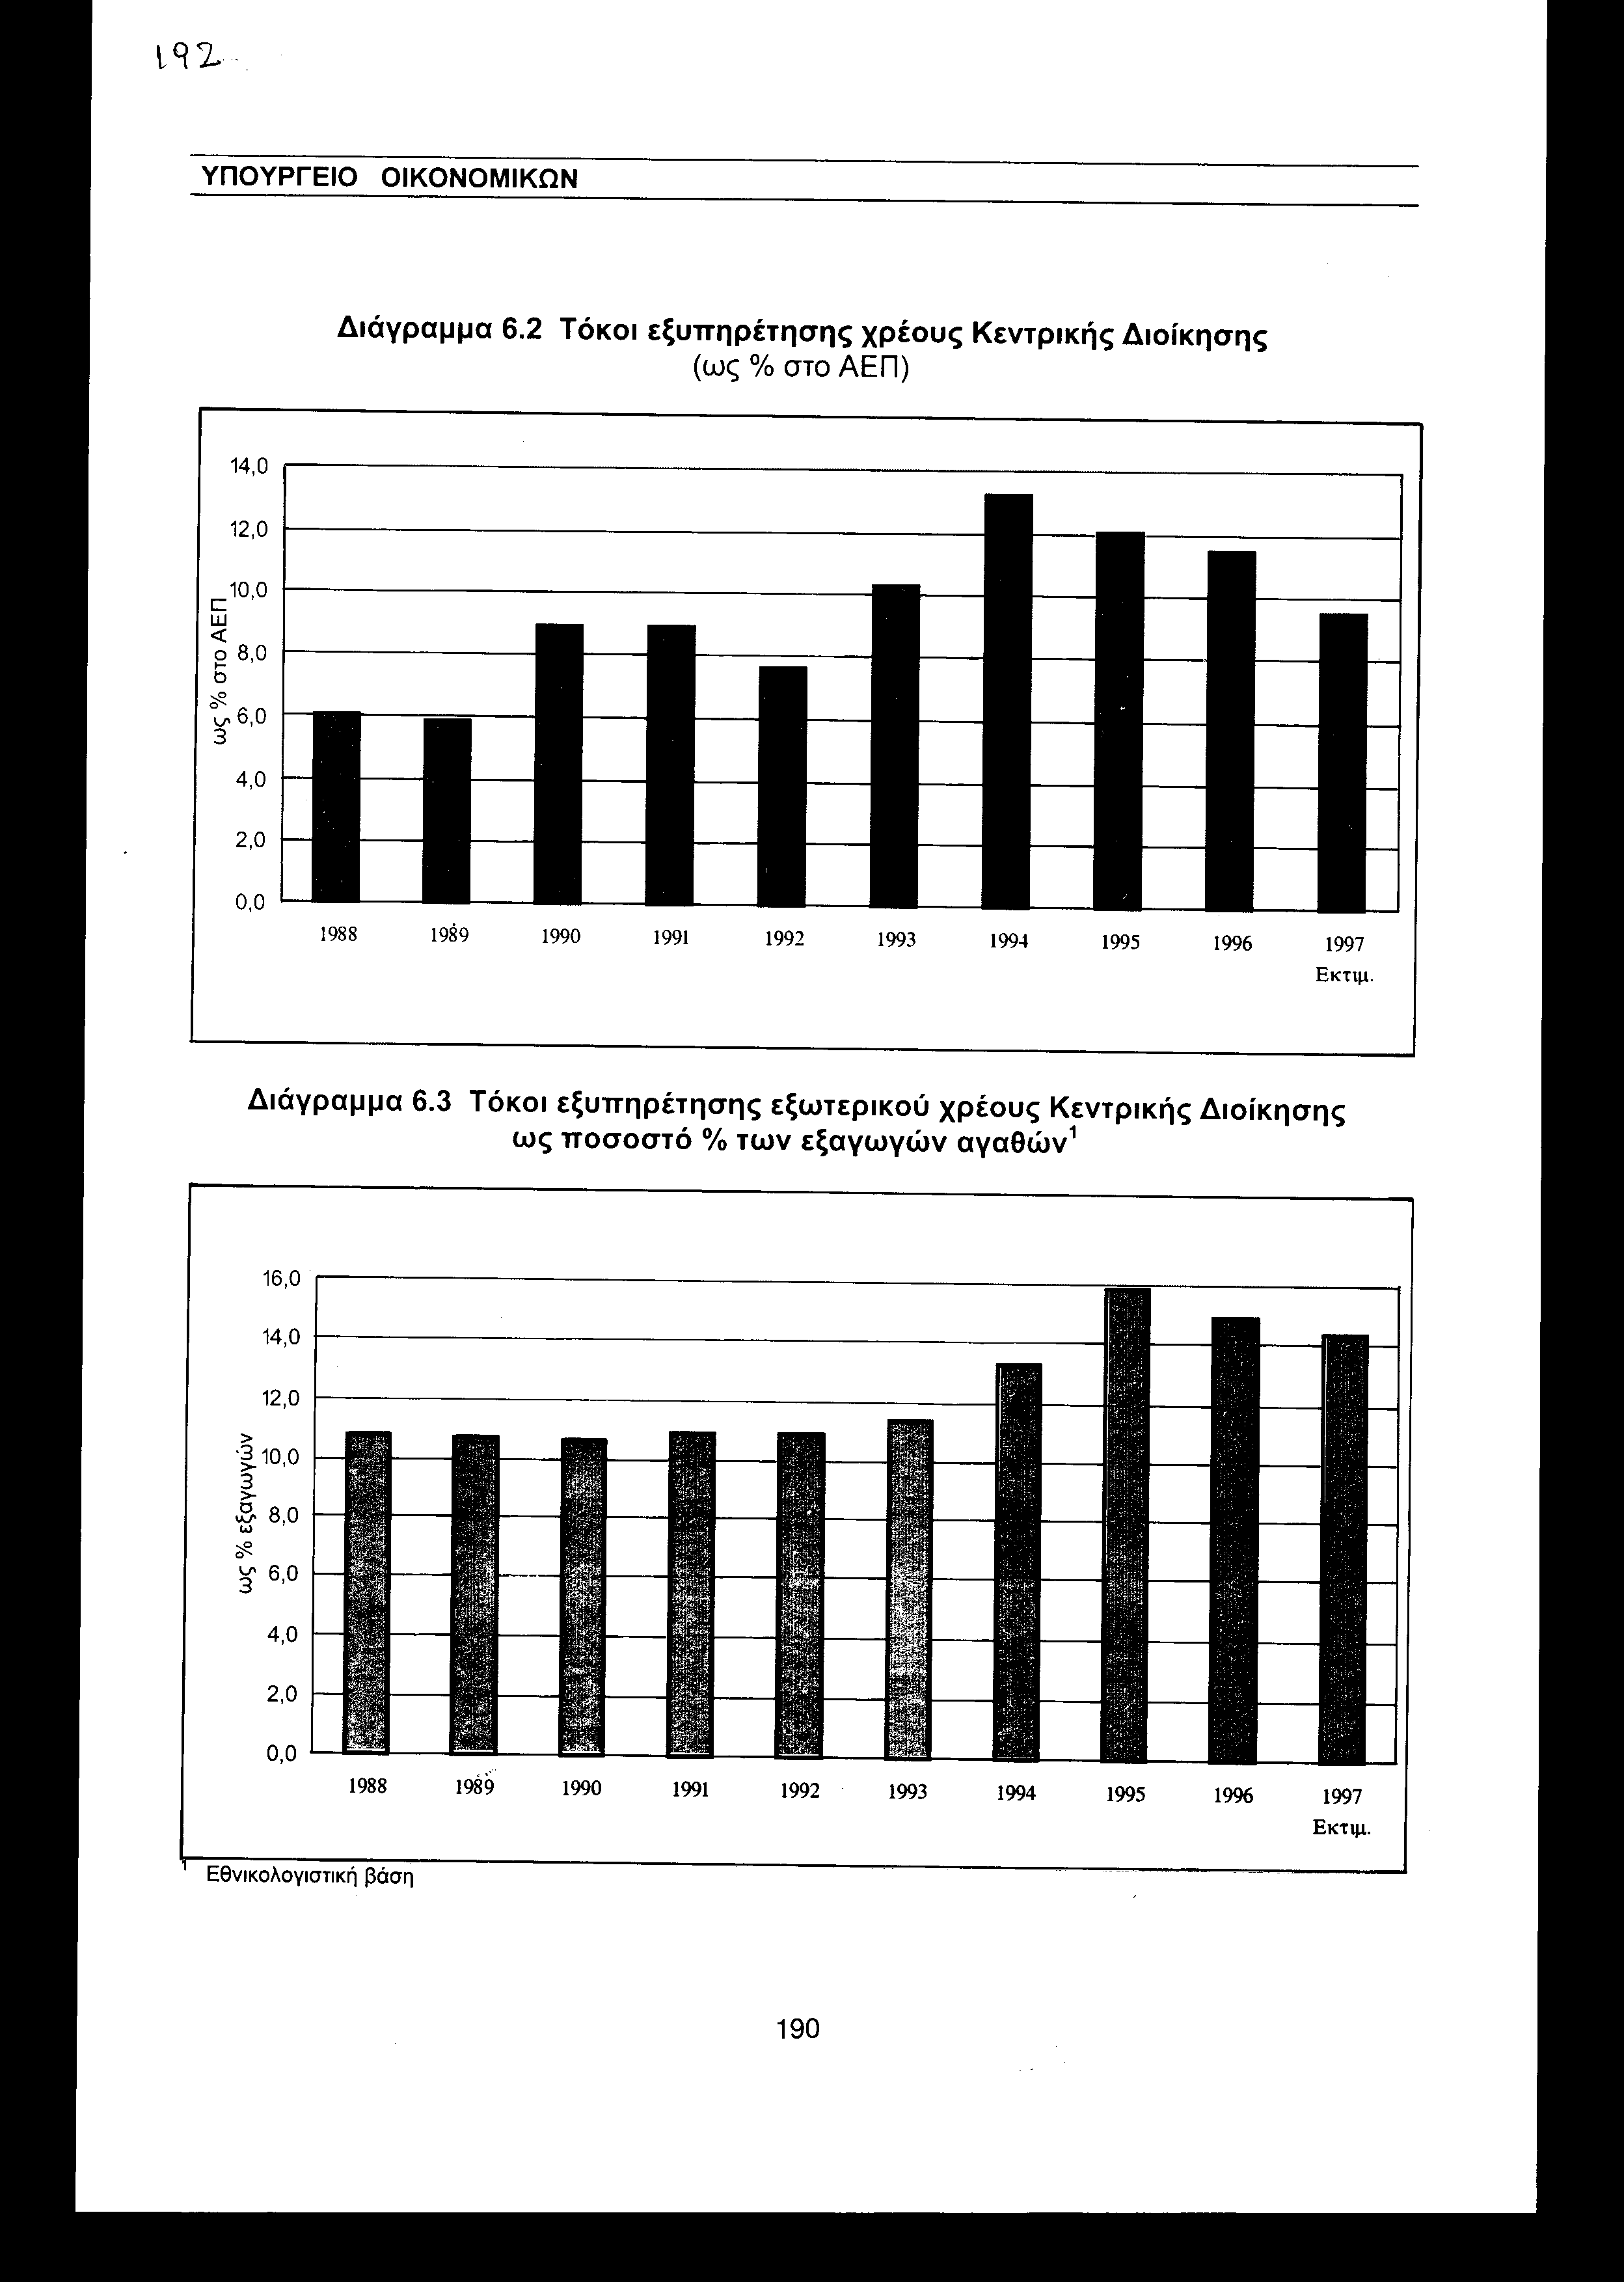 192
ΥΠΟΥΡΓΕΙΟ ΟΙΚΟΝΟΜΙΚΩΝ
Διάγραμμα 6.2 Τόκοι εξυπηρέτησης χρέους Κεντρικής Διοίκησης
(ως % στο ΑΕΠ)
14,0
12,0
10,0
8,0
6,0
4,0
2,0
0,0
ως % στο ΑΕΠ
1988 1989 1990 1991 1992 1993 1994 1995 1996 1997
Εκτιμ.
Διάγραμμα 6.3 Τόκοι εξυπηρέτησης εξωτερικού χρέους Κεντρικής Διοίκησης
ως ποσοστό % των εξαγωγών αγαθών¹
16,0
14,0
12,0
10,0
8,0
6,0
4,0
2,0
0,0
ως % εξαγωγών
1988 1989 1990 1991 1992 1993 1994 1995 1996 1997
Εκτιμ.
¹ Εθνικολογιστική βάση
190